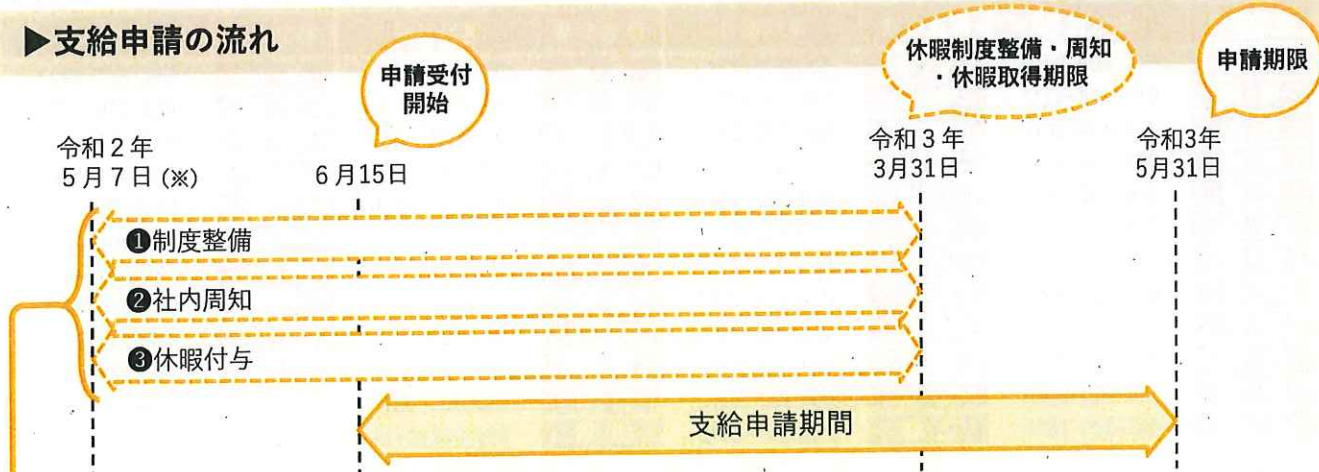 ▶支給申請の流れ
申請受付
開始
休暇制度整備・周知
・休暇取得期限
申請期限
令和2年
5月7日(※)
6月15日
令和3年
3月31日
令和3年
5月31日
❶制度整備
❷社内周知
❸休暇付与
支給申請期間